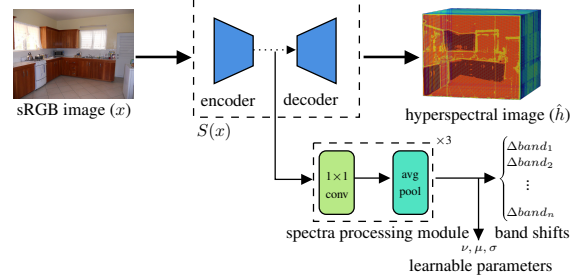 sRGB image (x)
encoder
decoder
S(x)
hyperspectral image (ĥ)
×3
1×1
conv
avg
pool
Δband₁
Δband₂
⋮
Δbandₙ
spectra processing module
band shifts
ν, μ, σ
learnable parameters